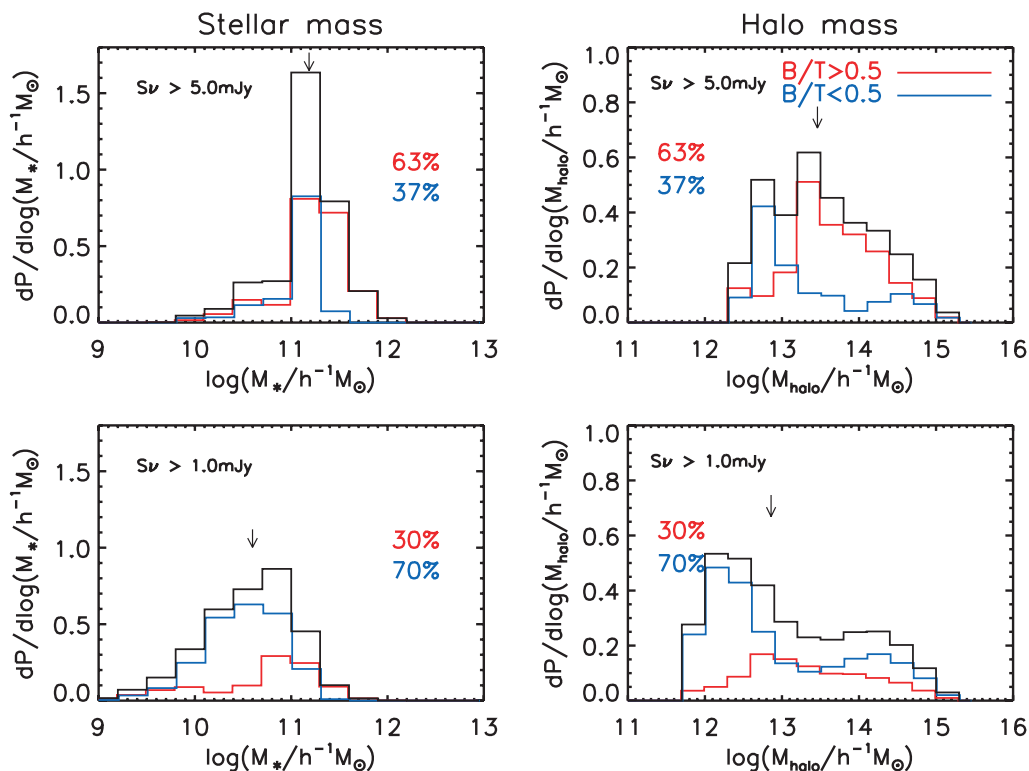 Stellar mass
Halo mass
dP/dlog(M*/h⁻¹M☉)
1.5
1.0
0.5
0.0
Sν > 5.0mJy
63%
37%
9 10 11 12 13
log(M*/h⁻¹M☉)
dP/dlog(Mhalo/h⁻¹M☉)
1.0
0.8
0.6
0.4
0.2
0.0
Sν > 5.0mJy
B/T>0.5
B/T<0.5
63%
37%
11 12 13 14 15 16
log(Mhalo/h⁻¹M☉)
dP/dlog(M*/h⁻¹M☉)
1.5
1.0
0.5
0.0
Sν > 1.0mJy
30%
70%
9 10 11 12 13
log(M*/h⁻¹M☉)
dP/dlog(Mhalo/h⁻¹M☉)
1.0
0.8
0.6
0.4
0.2
0.0
Sν > 1.0mJy
30%
70%
11 12 13 14 15 16
log(Mhalo/h⁻¹M☉)